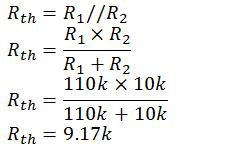 R_th = R_1//R_2
R_th = (R_1 × R_2)/(R_1 + R_2)
R_th = (110k × 10k)/(110k + 10k)
R_th = 9.17k